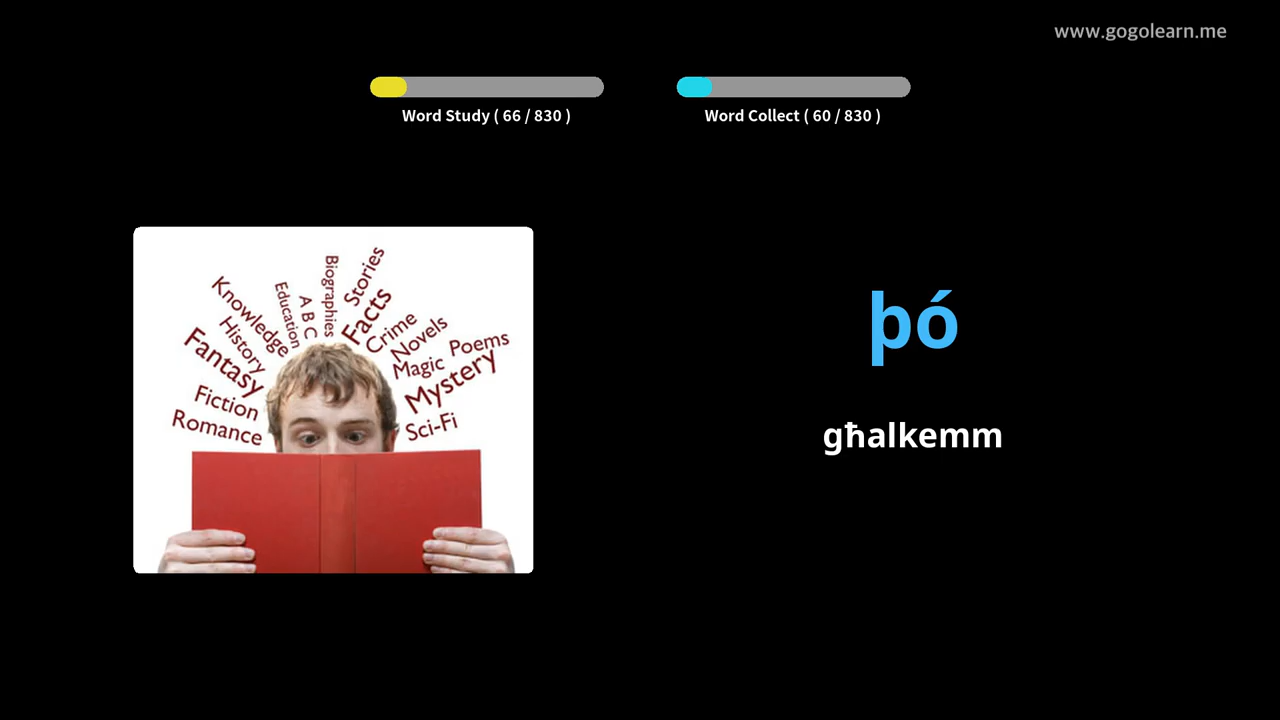 www.gogolearn.me
Word Study ( 66 / 830 )
Word Collect ( 60 / 830 )
Knowledge
History
Fantasy
Fiction
Romance
Education
A B C
Biographies
Stories
Facts
Crime
Novels
Magic
Poems
Mystery
Sci-Fi
þó
għalkemm